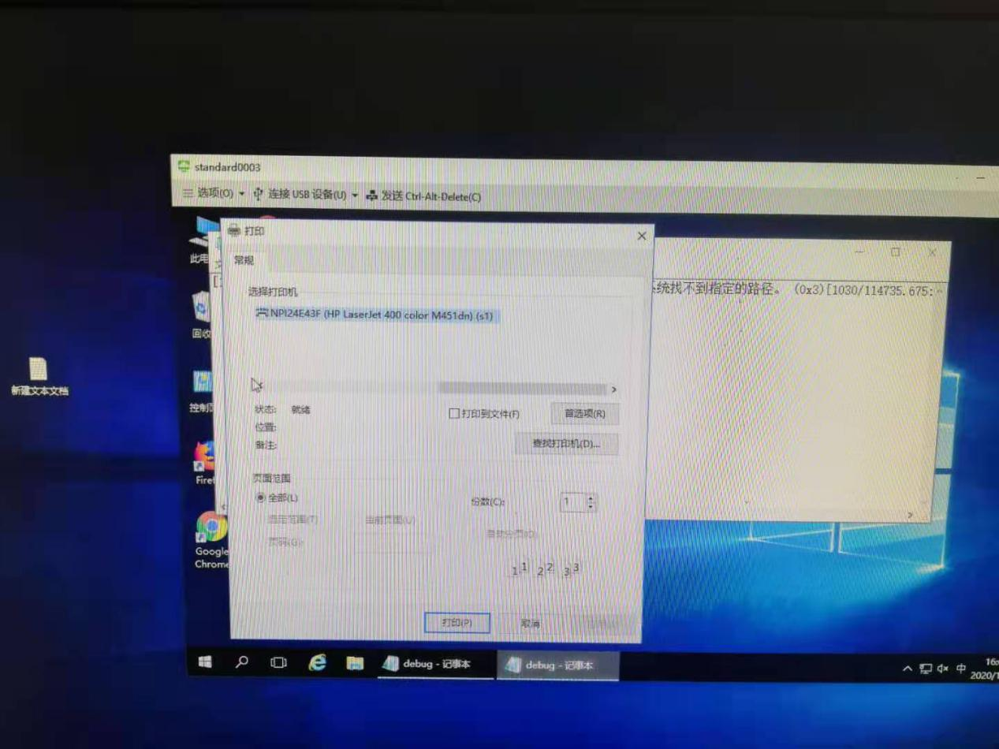 standard0003
选项(O) 连接 USB 设备(U) 发送 Ctrl-Alt-Delete(C)
打印
常规
选择打印机
NPI24E43F (HP LaserJet 400 color M451dn) (s1)
状态: 就绪
位置:
备注:
打印到文件(F)
首选项(R)
查找打印机(D)...
页面范围
全部(L)
选定范围(T)
当前页面(U)
页码(G):
份数(C):
1
自动分页(O)
1 1 2 2 3 3
打印(P)
取消
统找不到指定的路径。 (0x3)[1030/114735.675:
新建文本文档
此电
回收
控制
Firef
Google
Chrome
debug - 记事本
debug - 记事本
中
16:
2020/1